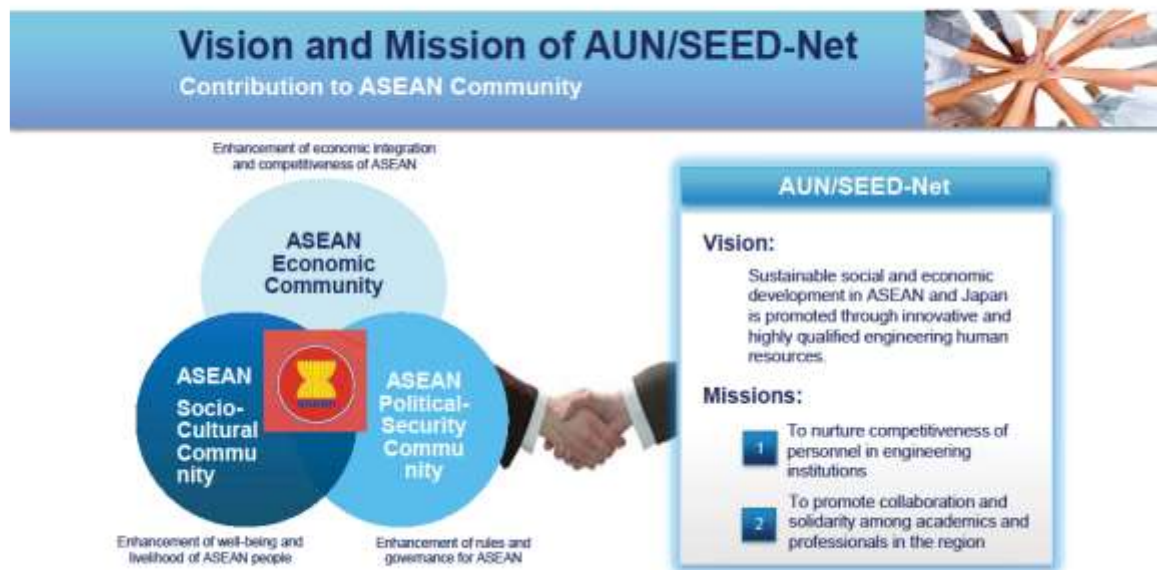 Vision and Mission of AUN/SEED-Net
Contribution to ASEAN Community
Enhancement of economic integration
and competitiveness of ASEAN
ASEAN
Economic
Community
ASEAN
Socio-
Cultural
Commu
nity
asean
ASEAN
Political-
Security
Commu
nity
Enhancement of well-being and
livelihood of ASEAN people
Enhancement of rules and
governance for ASEAN
AUN/SEED-Net
Vision:
Sustainable social and economic
development in ASEAN and Japan
is promoted through innovative and
highly qualified engineering human
resources.
Missions:
1 To nurture competitiveness of
personnel in engineering
institutions
2 To promote collaboration and
solidarity among academics and
professionals in the region